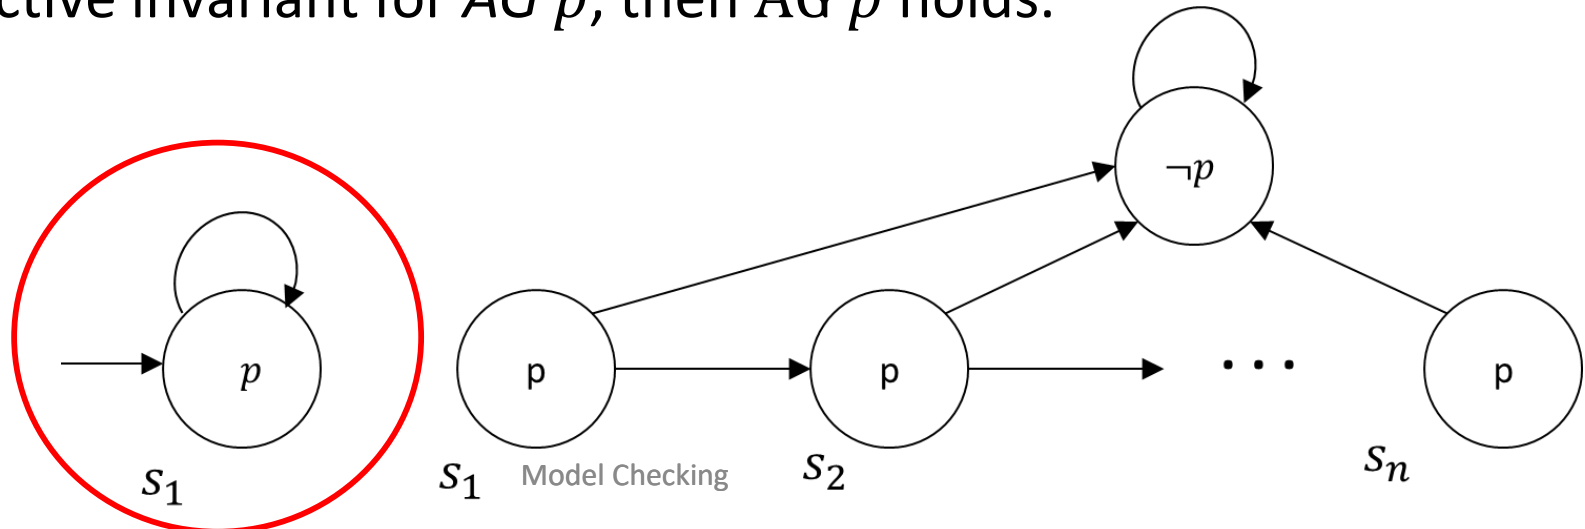 ctive invariant for AG p, then AG p holds.
¬p
p
p
p
p
S₁
S₁
Model Checking
S₂
Sₙ